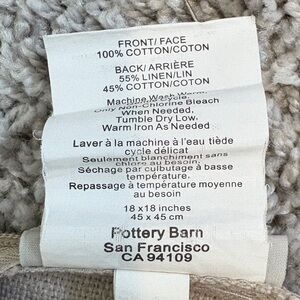 FRONT/ FACE
100% COTTON/COTON
BACK/ ARRIÈRE
55% LINEN/LIN
45% COTTON/COTON
Machine Wash Warm,
Cycle.
Only Non-Chlorine Bleach
When Needed.
Tumble Dry Low.
Warm Iron As Needed
Laver à la machine à l'eau tiède
cycle délicat
Seulement blanchiment sans
chlore au besoin.
Séchage par culbutage à basse
température.
Repassage à température moyenne
au besoin
18 x 18 inches
45 x 45 cm
Pottery Barn
San Francisco
CA 94109